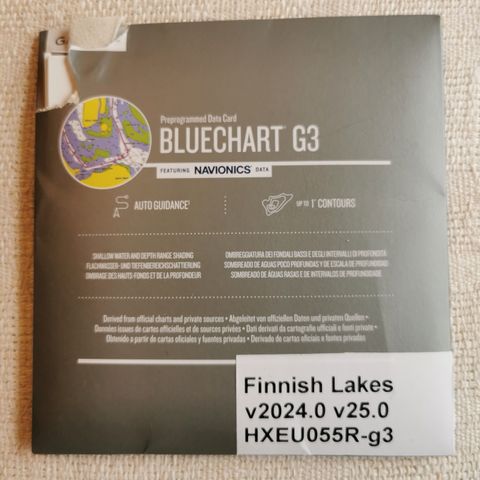 G
Preprogrammed Data Card
BLUECHART® G3
FEATURING NAVIONICS® DATA
AUTO GUIDANCE¹
UP TO 1' CONTOURS
SHALLOW WATER AND DEPTH RANGE SHADING
FLACHWASSER- UND TIEFENBEREICHSCHATTIERUNG
OMBRAGE DES HAUTS-FONDS ET DE LA PROFONDEUR
OMBREGGIATURA DEI FONDALI BASSI E DEGLI INTERVALLI DI PROFONDITÀ
SOMBREADO DE AGUAS POCO PROFUNDAS Y DE ESCALA DE PROFUNDIDAD
SOMBREADO DE ÁGUAS RASAS E DE INTERVALOS DE PROFUNDIDADE
Derived from official charts and private sources • Abgeleitet von offiziellen Daten und privaten Quellen •
Données issues de cartes officielles et de sources privées • Dati derivati da cartografie ufficiali e fonti private •
Obtenido a partir de cartas oficiales y fuentes privadas • Derivado de cartas oficiais e fontes privadas
Finnish Lakes
v2024.0 v25.0
HXEU055R-g3